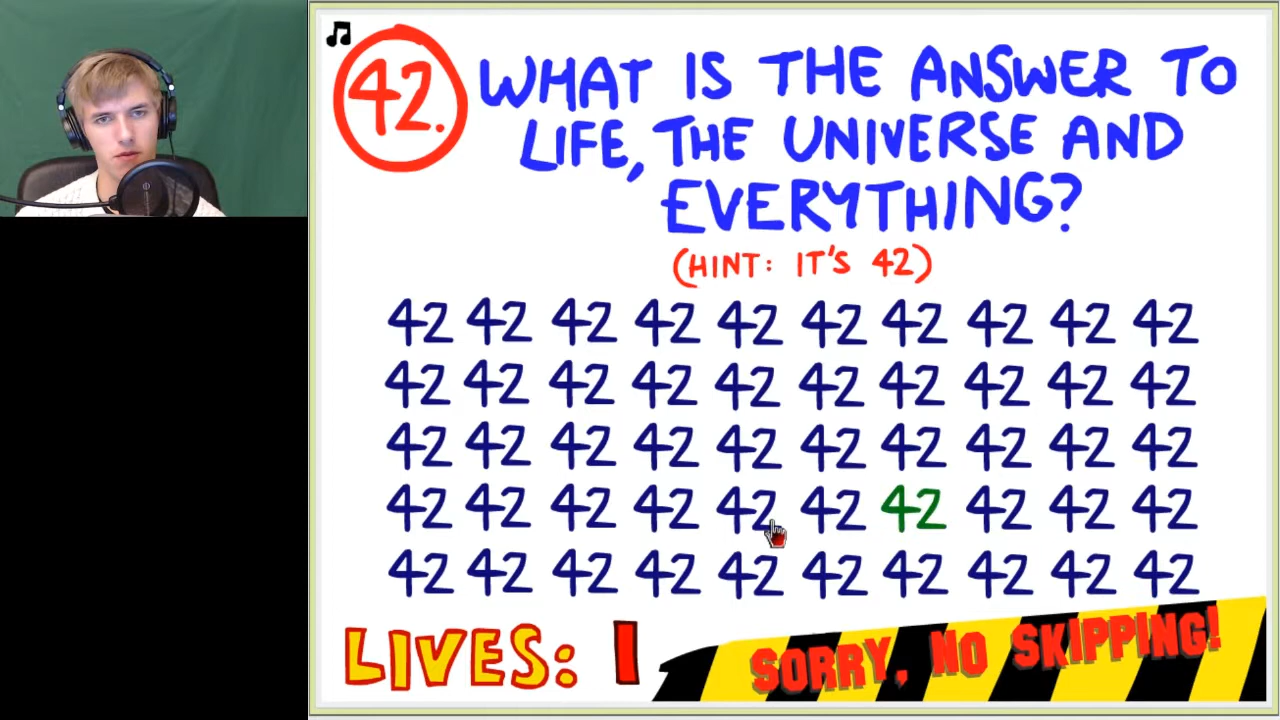 42. WHAT IS THE ANSWER TO
LIFE, THE UNIVERSE AND
EVERYTHING?
(HINT: IT'S 42)
42 42 42 42 42 42 42 42 42 42
42 42 42 42 42 42 42 42 42 42
42 42 42 42 42 42 42 42 42 42
42 42 42 42 42 42 42 42 42 42
42 42 42 42 42 42 42 42 42 42
LIVES: 1
SORRY, NO SKIPPING!